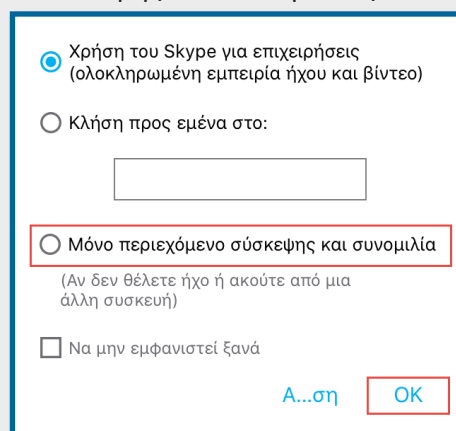 Χρήση του Skype για επιχειρήσεις
(ολοκληρωμένη εμπειρία ήχου και βίντεο)
Κλήση προς εμένα στο:
Μόνο περιεχόμενο σύσκεψης και συνομιλία
(Αν δεν θέλετε ήχο ή ακούτε από μια
άλλη συσκευή)
Να μην εμφανιστεί ξανά
Α...ση OK